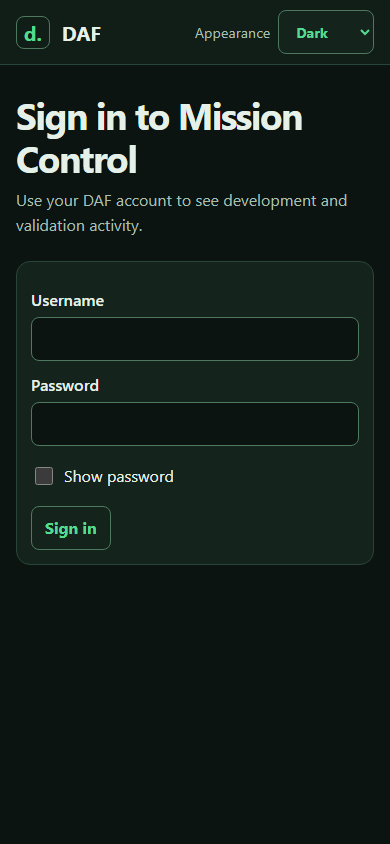 d. DAF Appearance Dark
Sign in to Mission
Control
Use your DAF account to see development and
validation activity.
Username
Password
Show password
Sign in